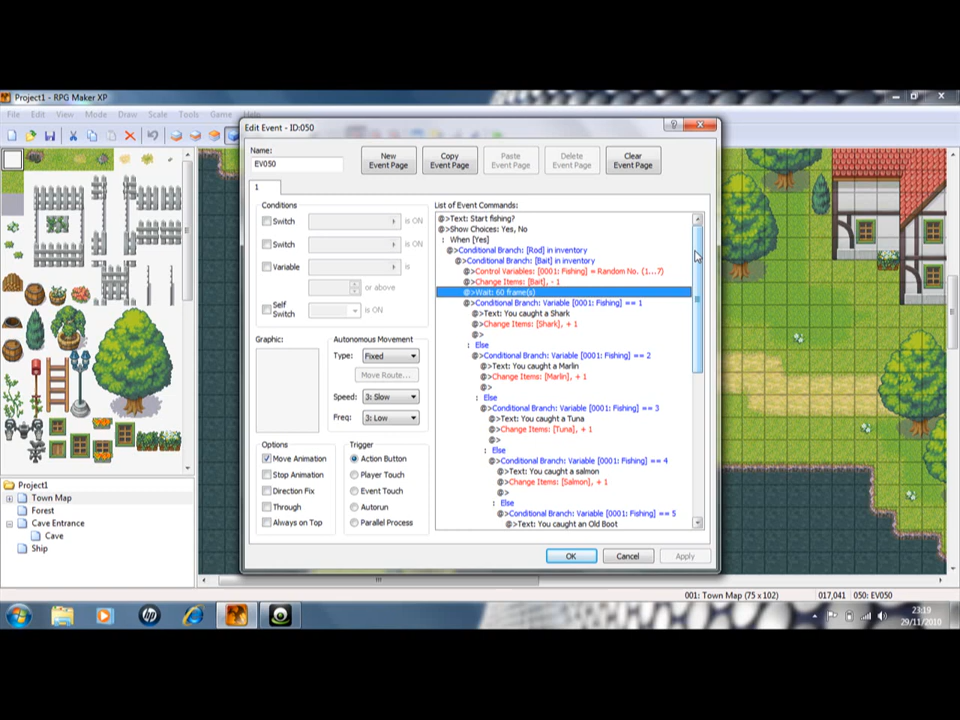 Project1 - RPG Maker XP
File Edit View Mode Draw Scale Tools Game Help
Edit Event - ID:050
Name:
EV050
New Event Page
Copy Event Page
Paste Event Page
Delete Event Page
Clear Event Page
1
Conditions
Switch is ON
Switch is ON
Variable is
or above
Self Switch is ON
Graphic:
Autonomous Movement
Type: Fixed
Move Route...
Speed: 3: Slow
Freq: 3: Low
Options
Move Animation
Stop Animation
Direction Fix
Through
Always on Top
Trigger
Action Button
Player Touch
Event Touch
Autorun
Parallel Process
List of Event Commands:
@>Text: Start fishing?
@>Show Choices: Yes, No
: When [Yes]
@>Conditional Branch: [Rod] in inventory
@>Conditional Branch: [Bait] in inventory
@>Control Variables: [0001: Fishing] = Random No. (1...7)
@>Change Items: [Bait], - 1
@>Wait: 60 frame(s)
@>Conditional Branch: Variable [0001: Fishing] == 1
@>Text: You caught a Shark
@>Change Items: [Shark], + 1
@>
: Else
@>Conditional Branch: Variable [0001: Fishing] == 2
@>Text: You caught a Marlin
@>Change Items: [Marlin], + 1
@>
: Else
@>Conditional Branch: Variable [0001: Fishing] == 3
@>Text: You caught a Tuna
@>Change Items: [Tuna], + 1
@>
: Else
@>Conditional Branch: Variable [0001: Fishing] == 4
@>Text: You caught a salmon
@>Change Items: [Salmon], + 1
@>
: Else
@>Conditional Branch: Variable [0001: Fishing] == 5
@>Text: You caught an Old Boot
OK Cancel Apply
Project1
Town Map
Forest
Cave Entrance
Cave
Ship
001: Town Map (75 x 102) 017,041 050: EV050
23:19
29/11/2010